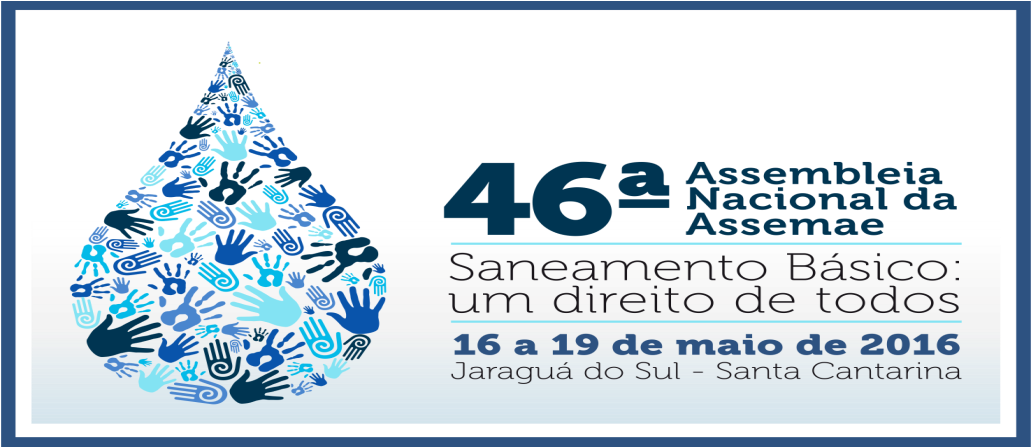 46ª Assembleia
Nacional da
Assemae
Saneamento Básico:
um direito de todos
16 a 19 de maio de 2016
Jaraguá do Sul - Santa Cantarina